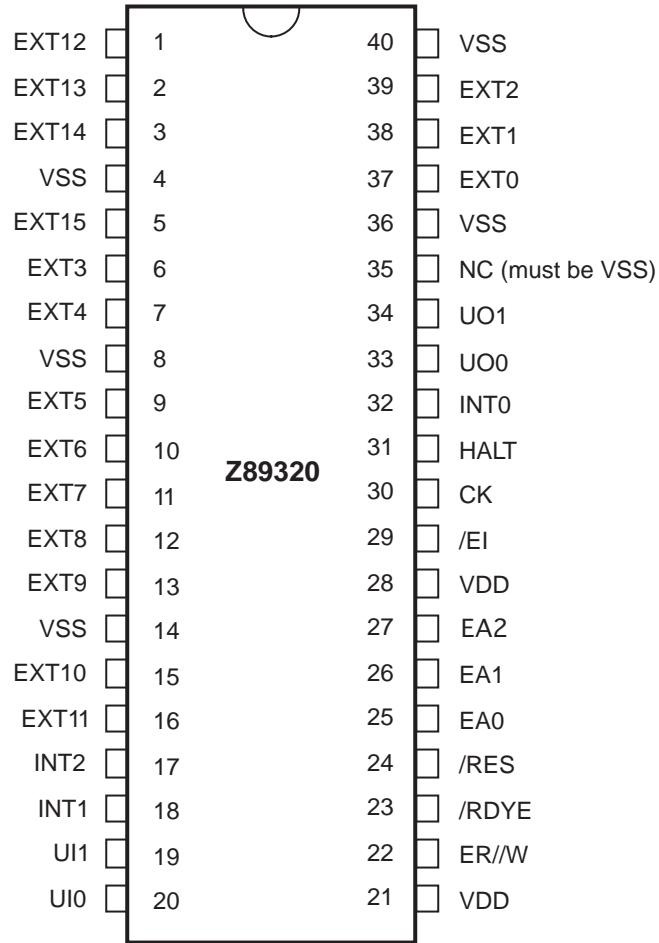 EXT12 1 40 VSS
EXT13 2 39 EXT2
EXT14 3 38 EXT1
VSS 4 37 EXT0
EXT15 5 36 VSS
EXT3 6 35 NC (must be VSS)
EXT4 7 34 UO1
VSS 8 33 UO0
EXT5 9 32 INT0
EXT6 10 31 HALT
Z89320
EXT7 11 30 CK
EXT8 12 29 /EI
EXT9 13 28 VDD
VSS 14 27 EA2
EXT10 15 26 EA1
EXT11 16 25 EA0
INT2 17 24 /RES
INT1 18 23 /RDYE
UI1 19 22 ER//W
UI0 20 21 VDD